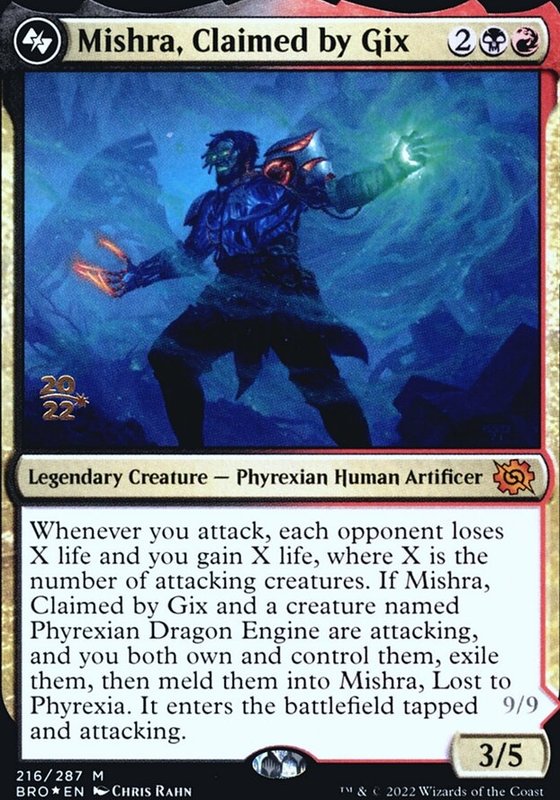 Mishra, Claimed by Gix 2
20
22
Legendary Creature — Phyrexian Human Artificer
Whenever you attack, each opponent loses
X life and you gain X life, where X is the
number of attacking creatures. If Mishra,
Claimed by Gix and a creature named
Phyrexian Dragon Engine are attacking,
and you both own and control them, exile
them, then meld them into Mishra, Lost to
Phyrexia. It enters the battlefield tapped 9/9
and attacking.
3/5
216/287 M
BRO★EN Chris Rahn ™ & © 2022 Wizards of the Coast